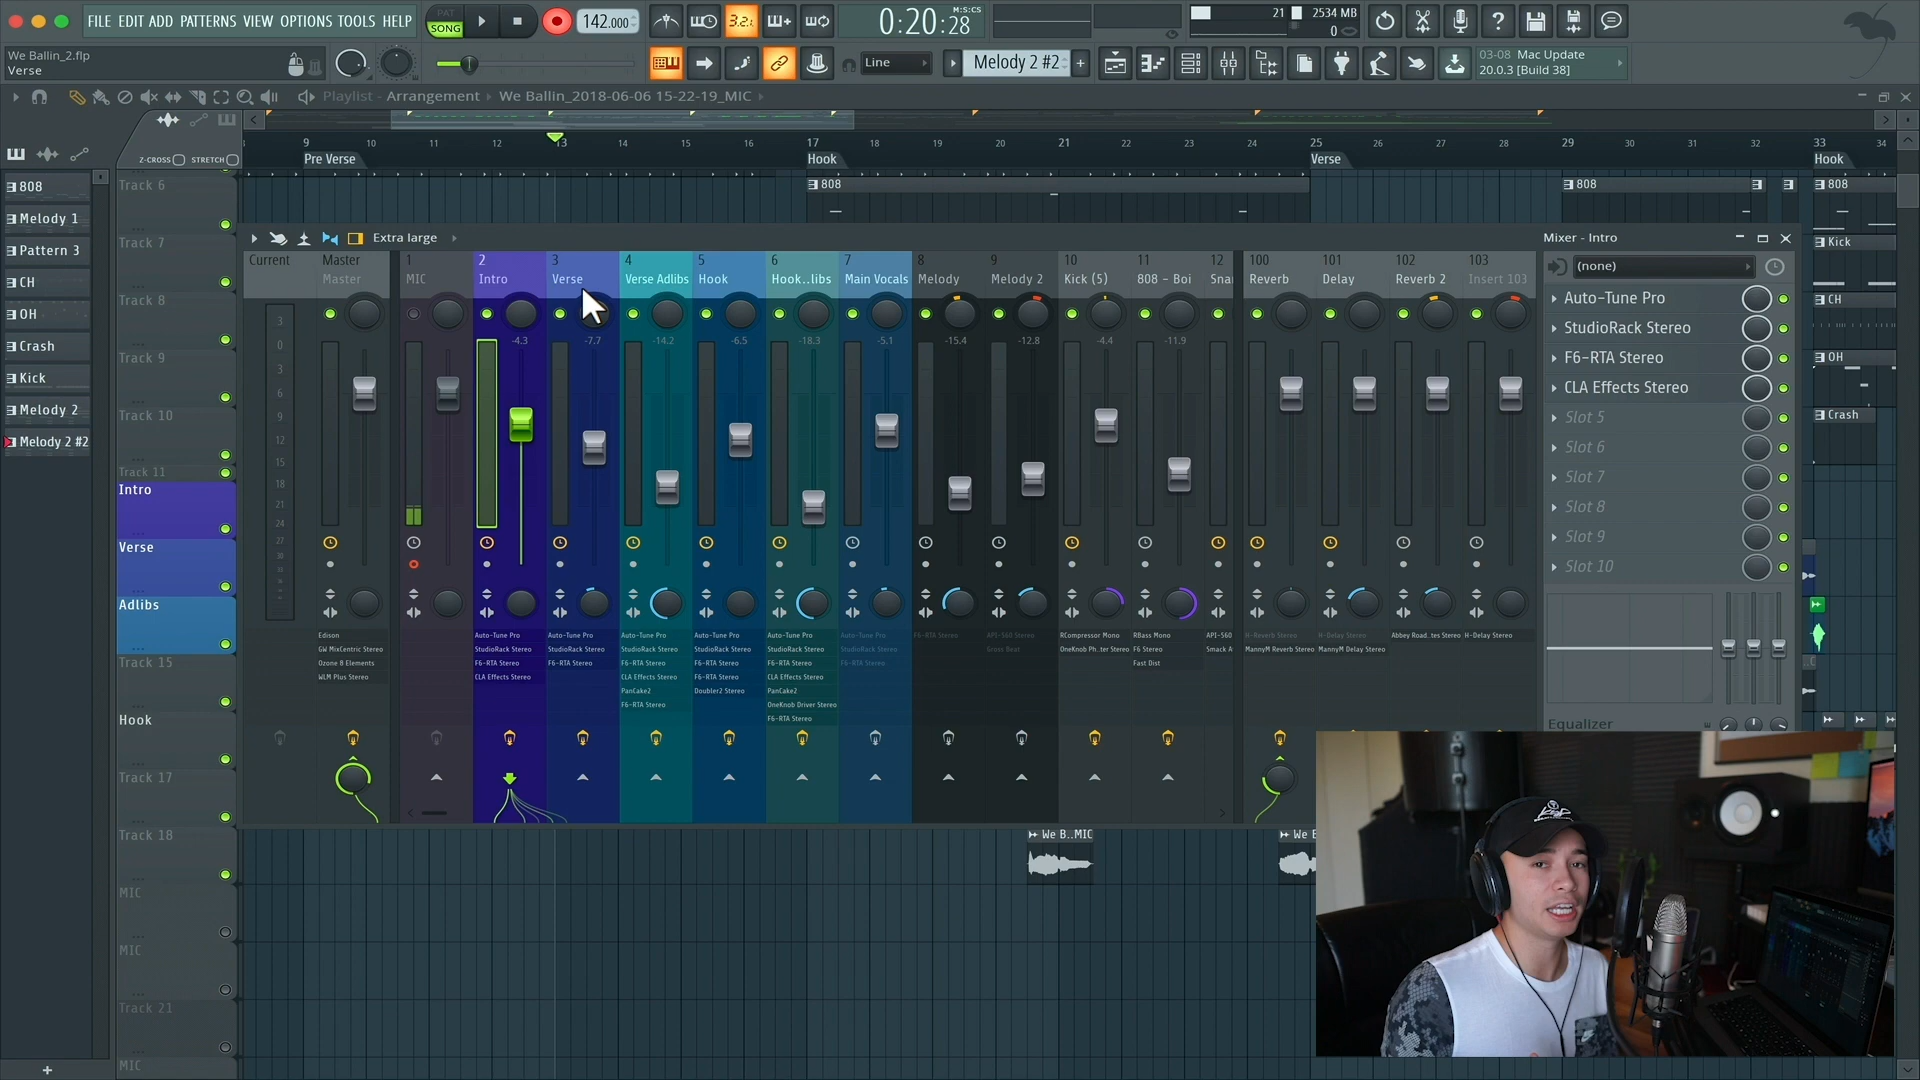 FILE EDIT ADD PATTERNS VIEW OPTIONS TOOLS HELP
PAT
SONG
142.000
3.2.
0:20:28
M:S:CS
21
2534 MB
0
We Ballin_2.flp
Verse
Line
Melody 2 #2
03-08 Mac Update
20.0.3 [Build 38]
Playlist - Arrangement We Ballin_2018-06-06 15-22-19_MIC
Z-CROSS STRETCH
9 10 11 12 13 14 15 16 17 18 19 20 21 22 23 24 25 26 27 28 29 30 31 32 33 34
Pre Verse Hook Verse Hook
808
Melody 1
Pattern 3
CH
OH
Crash
Kick
Melody 2
Melody 2 #2
Track 6
Track 7
Track 8
Track 9
Track 10
Track 11
Intro
Verse
Adlibs
Track 15
Hook
Track 17
Track 18
MIC
MIC
Track 21
MIC
808
808
808
Kick
CH
OH
Crash
Extra large
Mixer - Intro
Current Master 1 2 3 4 5 6 7 8 9 10 11 100 101 102 103
Master MIC Intro Verse Verse Adlibs Hook Hook..libs Main Vocals Melody Melody 2 Kick (5) 808 - Boi Sna Reverb Delay Reverb 2 Insert 103
-4.3 -7.7 -14.2 -6.5 -18.3 -5.1 -15.4 -12.8 -4.4 -11.9
3
0
3
6
9
12
15
18
21
24
27
30
(none)
Auto-Tune Pro
StudioRack Stereo
F6-RTA Stereo
CLA Effects Stereo
Slot 5
Slot 6
Slot 7
Slot 8
Slot 9
Slot 10
Equalizer
Edison
GW MixCentric Stereo
Ozone 8 Elements
WLM Plus Stereo
Auto-Tune Pro
StudioRack Stereo
F6-RTA Stereo
CLA Effects Stereo
Auto-Tune Pro
StudioRack Stereo
F6-RTA Stereo
Auto-Tune Pro
StudioRack Stereo
F6-RTA Stereo
CLA Effects Stereo
PanCake2
F6-RTA Stereo
Auto-Tune Pro
StudioRack Stereo
F6-RTA Stereo
Doubler2 Stereo
Auto-Tune Pro
StudioRack Stereo
F6-RTA Stereo
CLA Effects Stereo
PanCake2
OneKnob Driver Stereo
F6-RTA Stereo
Auto-Tune Pro
StudioRack Stereo
F6-RTA Stereo
F6-RTA Stereo
API-560 Stereo
Gross Beat
RCompressor Mono
OneKnob Ph..ter Stereo
RBass Mono
F6 Stereo
Fast Dist
API-560
Smack A
H-Reverb Stereo
MannyM Reverb Stereo
H-Delay Stereo
MannyM Delay Stereo
Abbey Road..tes Stereo
H-Delay Stereo
We B..MIC
We B